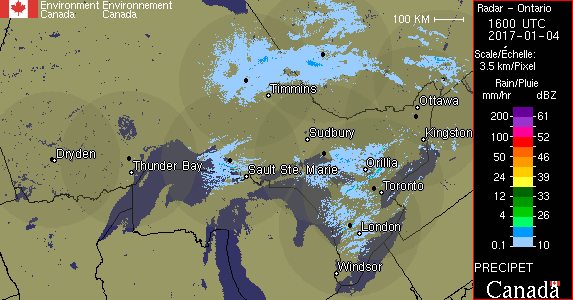 Environment Environnement
Canada Canada
100 KM
Timmins
Ottawa
Sudbury
Kingston
Dryden
Thunder Bay
Sault Ste. Marie
Orillia
Toronto
London
Windsor
Radar - Ontario
1600 UTC
2017-01-04
Scale/Échelle:
3.5 km/Pixel
Rain/Pluie
mm/hr dBZ
200 61
100 52
50 46
24 39
12 33
4 26
0.1 10
PRECIPET
Canada